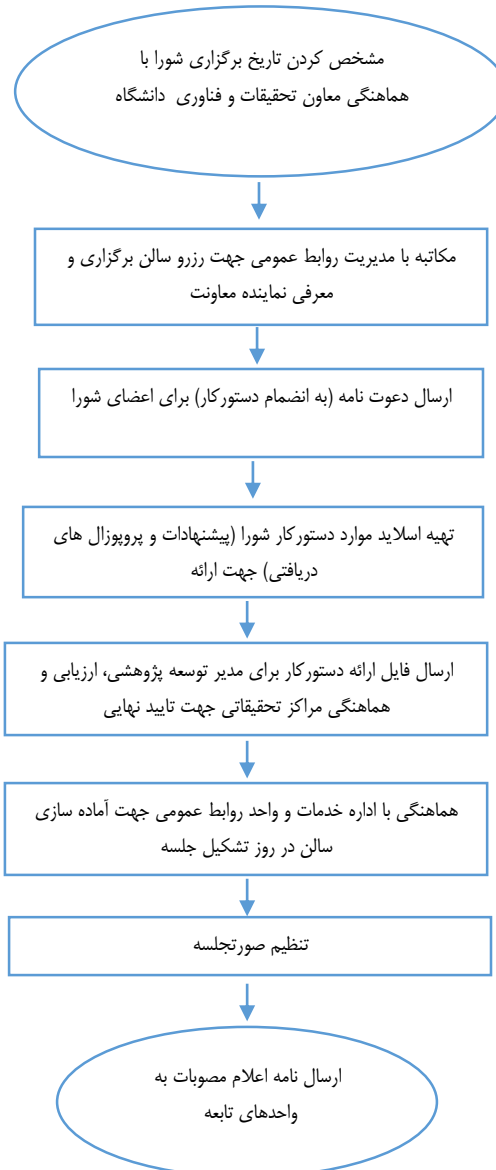 مشخص کردن تاریخ برگزاری شورا با
هماهنگی معاون تحقیقات و فناوری دانشگاه
مکاتبه با مدیریت روابط عمومی جهت رزرو سالن برگزاری و
معرفی نماینده معاونت
ارسال دعوت نامه (به انضمام دستورکار) برای اعضای شورا
تهیه اسلاید موارد دستورکار شورا (پیشنهادات و پروپوزال های
دریافتی) جهت ارائه
ارسال فایل ارائه دستورکار برای مدیر توسعه پژوهشی، ارزیابی و
هماهنگی مراکز تحقیقاتی جهت تایید نهایی
هماهنگی با اداره خدمات و واحد روابط عمومی جهت آماده سازی
سالن در روز تشکیل جلسه
تنظیم صورتجلسه
ارسال نامه اعلام مصوبات به
واحدهای تابعه